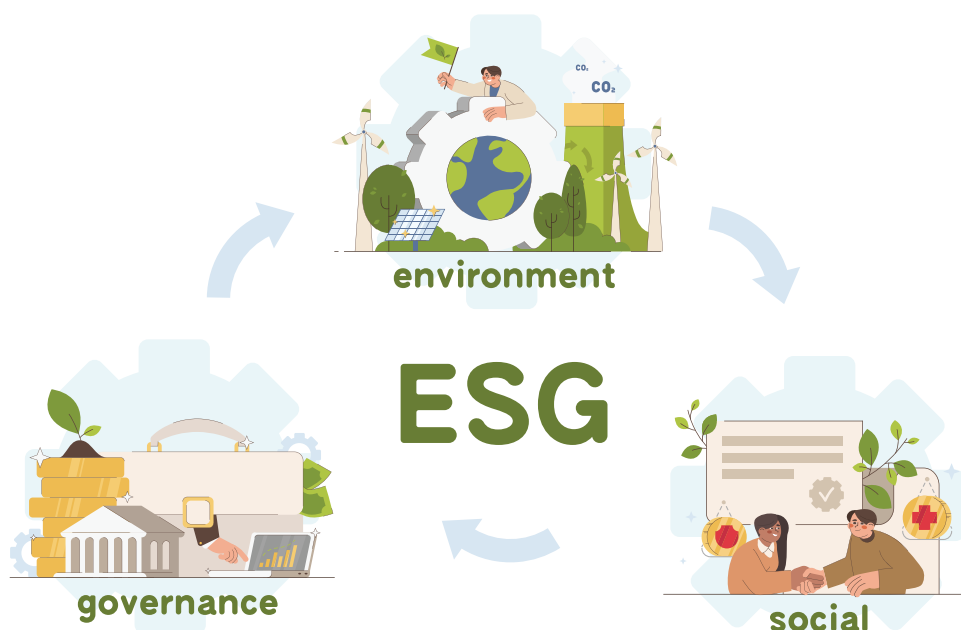 CO₂
CO₂
environment
ESG
governance
social